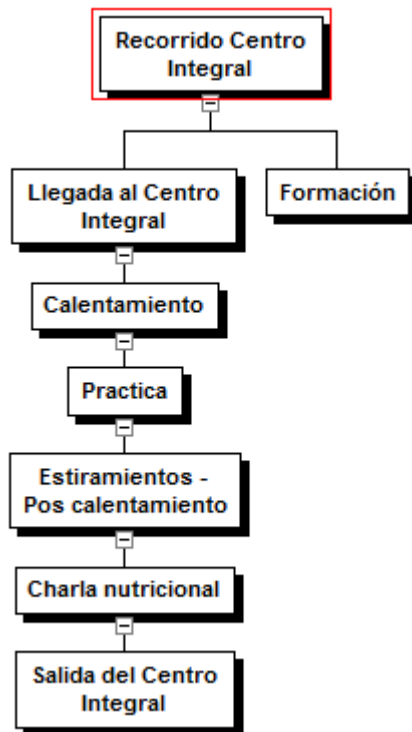 Recorrido Centro
Integral
Llegada al Centro
Integral
Formación
Calentamiento
Practica
Estiramientos -
Pos calentamiento
Charla nutricional
Salida del Centro
Integral